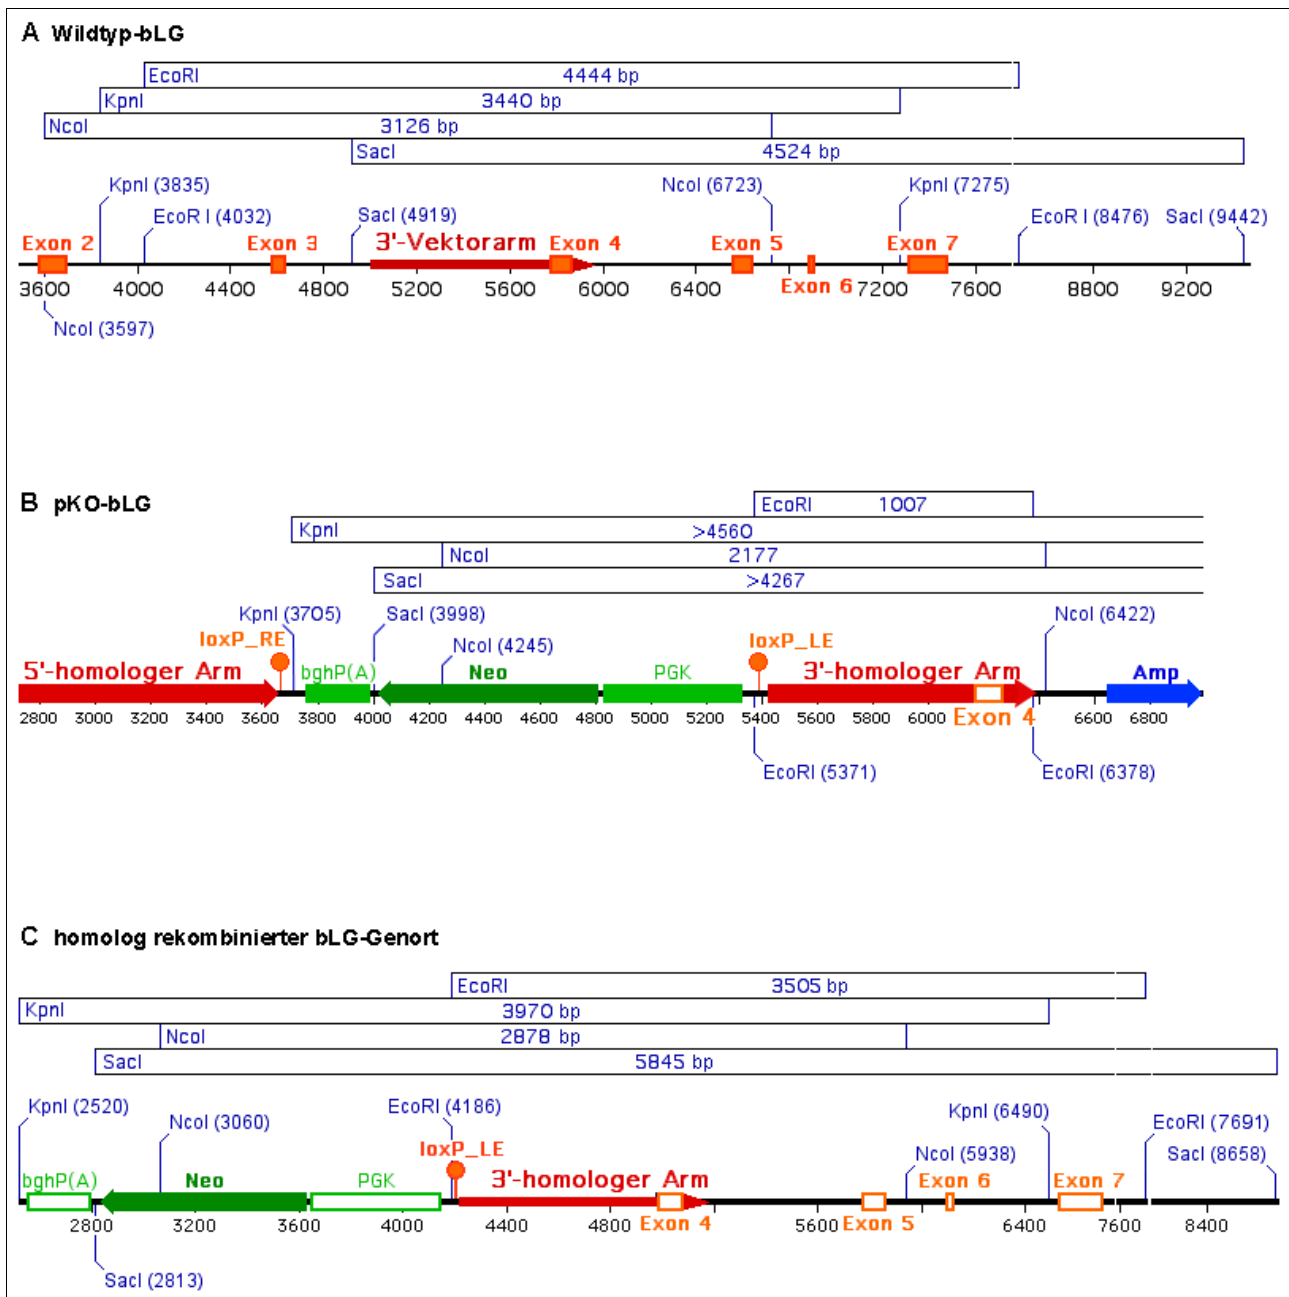 A Wildtyp-bLG
EcoRI 4444 bp
KpnI 3440 bp
NcoI 3126 bp
SacI 4524 bp
KpnI (3835) NcoI (6723) KpnI (7275)
EcoR I (4032) SacI (4919) EcoR I (8476) SacI (9442)
Exon 2 Exon 3 3'-Vektorarm Exon 4 Exon 5 Exon 7
Exon 6
3600 4000 4400 4800 5200 5600 6000 6400 7200 7600 8800 9200
NcoI (3597)
B pKO-bLG
EcoRI 1007
KpnI >4560
NcoI 2177
SacI >4267
KpnI (3705) SacI (3998) NcoI (6422)
loxP_RE NcoI (4245) loxP_LE
5'-homologer Arm bghP(A) Neo PGK 3'-homologer Arm Amp
2800 3000 3200 3400 3600 3800 4000 4200 4400 4600 4800 5000 5200 5400 5600 5800 6000 Exon 4 6600 6800
EcoRI (5371) EcoRI (6378)
C homolog rekombinierter bLG-Genort
EcoRI 3505 bp
KpnI 3970 bp
NcoI 2878 bp
SacI 5845 bp
KpnI (2520) EcoRI (4186) KpnI (6490)
NcoI (3060) EcoRI (7691)
loxP_LE NcoI (5938) SacI (8658)
bghP(A) Neo PGK 3'-homologer Arm Exon 6 Exon 7
2800 3200 3600 4000 4400 4800 Exon 4 5600 Exon 5 6400 7600 8400
SacI (2813)